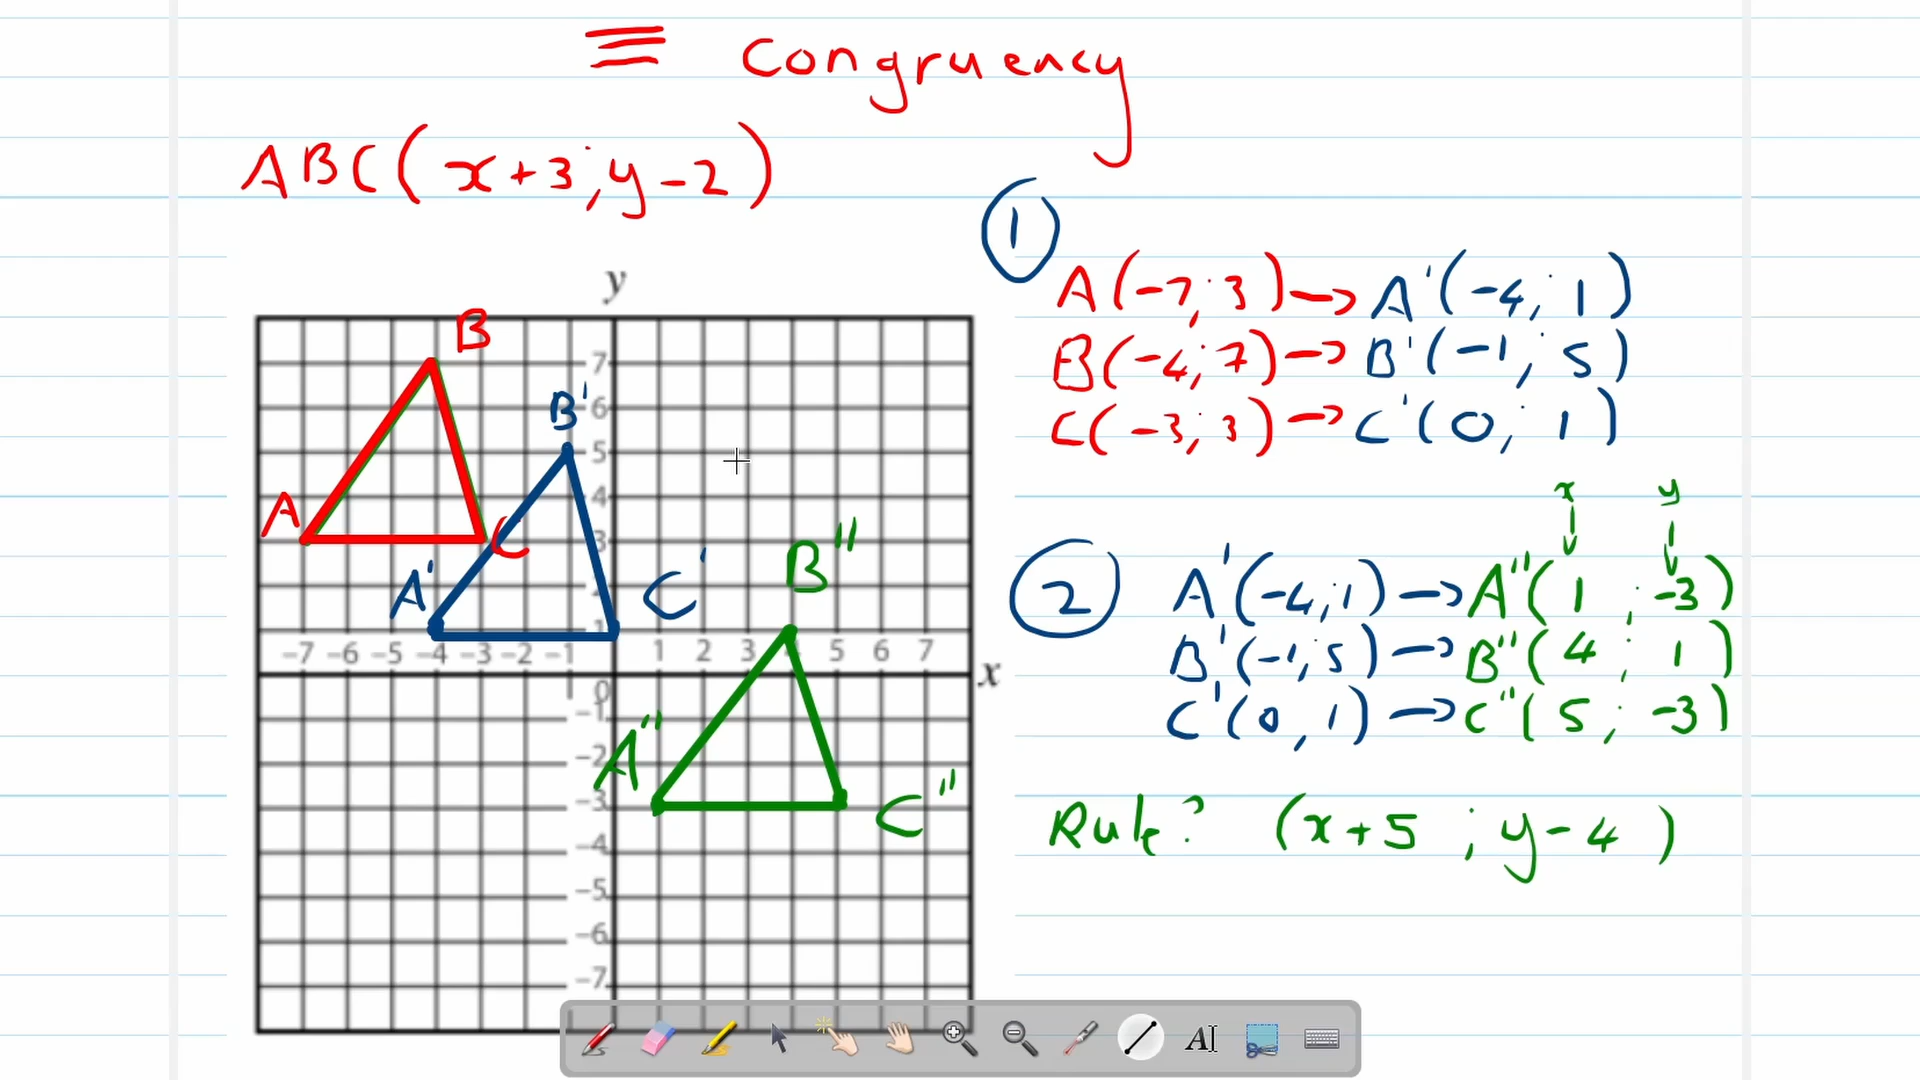 ≡ Congruency
ABC(x+3;y-2)
1
A(-7;3)→A'(-4;1)
B(-4;7)→B'(-1;5)
C(-3;3)→C'(0;1)
x y
2 A'(-4;1)→A''(1;-3)
B'(-1;5)→B''(4;1)
C'(0,1)→C''(5;-3)
Rule? (x+5;y-4)
y
B
7
B'
6
5
4
A
C
3
B''
A'
C'
1
-7 -6 -5 -4 -3 -2 -1 1 2 3 4 5 6 7
x
0
-1
A''
-2
-3
C''
-4
-5
-6
-7
AI